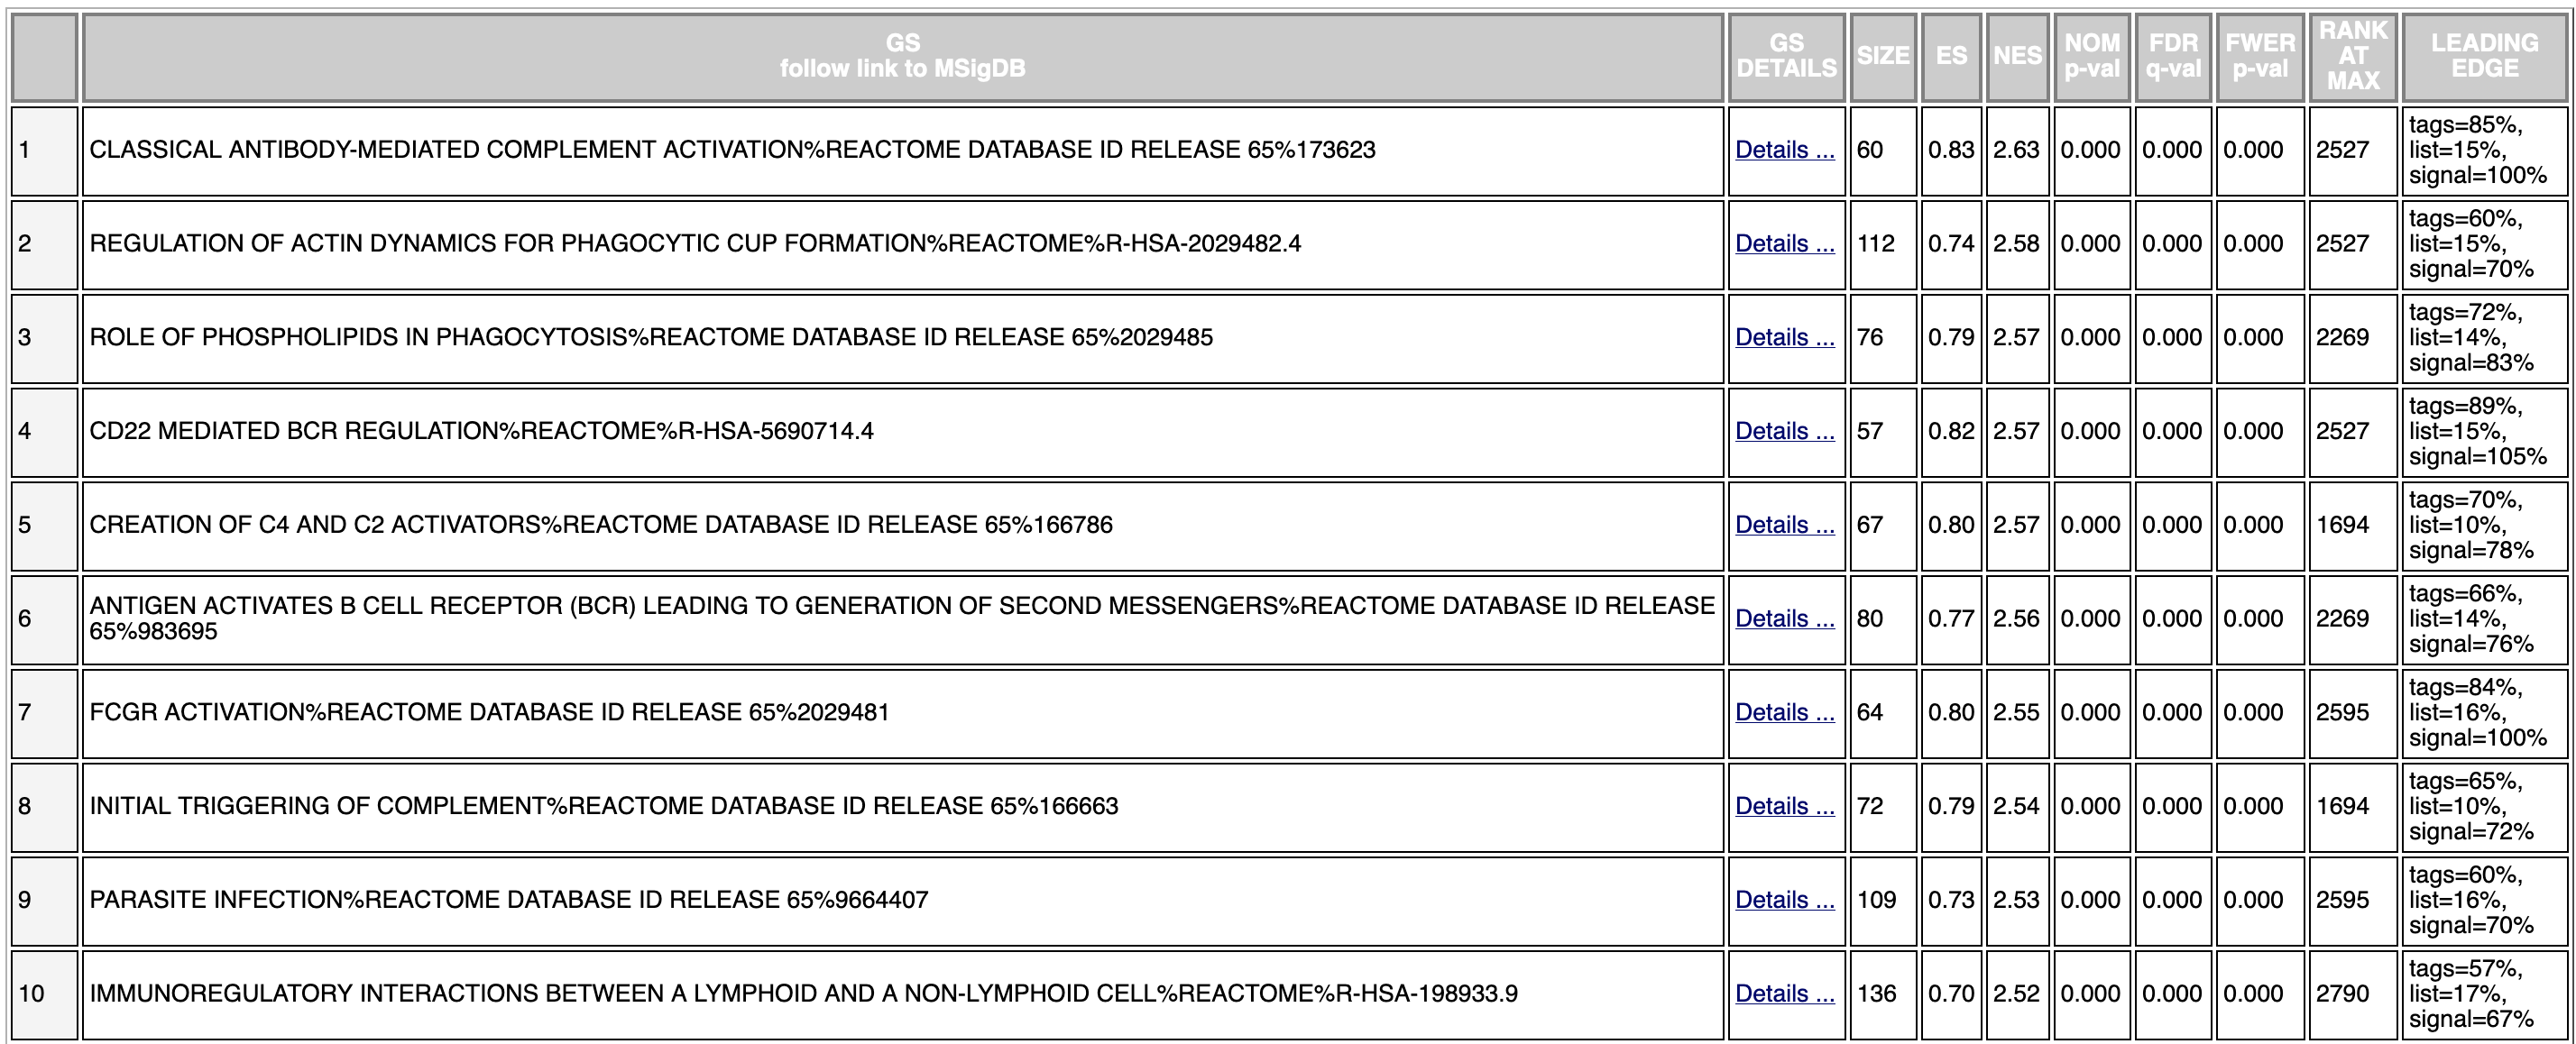 GS
follow link to MSigDB
GS
DETAILS
SIZE
ES
NES
NOM
p-val
FDR
q-val
FWER
p-val
RANK
AT
MAX
LEADING
EDGE
1
CLASSICAL ANTIBODY-MEDIATED COMPLEMENT ACTIVATION%REACTOME DATABASE ID RELEASE 65%173623
Details ...
60
0.83
2.63
0.000
0.000
0.000
2527
tags=85%,
list=15%,
signal=100%
2
REGULATION OF ACTIN DYNAMICS FOR PHAGOCYTIC CUP FORMATION%REACTOME%R-HSA-2029482.4
Details ...
112
0.74
2.58
0.000
0.000
0.000
2527
tags=60%,
list=15%,
signal=70%
3
ROLE OF PHOSPHOLIPIDS IN PHAGOCYTOSIS%REACTOME DATABASE ID RELEASE 65%2029485
Details ...
76
0.79
2.57
0.000
0.000
0.000
2269
tags=72%,
list=14%,
signal=83%
4
CD22 MEDIATED BCR REGULATION%REACTOME%R-HSA-5690714.4
Details ...
57
0.82
2.57
0.000
0.000
0.000
2527
tags=89%,
list=15%,
signal=105%
5
CREATION OF C4 AND C2 ACTIVATORS%REACTOME DATABASE ID RELEASE 65%166786
Details ...
67
0.80
2.57
0.000
0.000
0.000
1694
tags=70%,
list=10%,
signal=78%
6
ANTIGEN ACTIVATES B CELL RECEPTOR (BCR) LEADING TO GENERATION OF SECOND MESSENGERS%REACTOME DATABASE ID RELEASE
65%983695
Details ...
80
0.77
2.56
0.000
0.000
0.000
2269
tags=66%,
list=14%,
signal=76%
7
FCGR ACTIVATION%REACTOME DATABASE ID RELEASE 65%2029481
Details ...
64
0.80
2.55
0.000
0.000
0.000
2595
tags=84%,
list=16%,
signal=100%
8
INITIAL TRIGGERING OF COMPLEMENT%REACTOME DATABASE ID RELEASE 65%166663
Details ...
72
0.79
2.54
0.000
0.000
0.000
1694
tags=65%,
list=10%,
signal=72%
9
PARASITE INFECTION%REACTOME DATABASE ID RELEASE 65%9664407
Details ...
109
0.73
2.53
0.000
0.000
0.000
2595
tags=60%,
list=16%,
signal=70%
10
IMMUNOREGULATORY INTERACTIONS BETWEEN A LYMPHOID AND A NON-LYMPHOID CELL%REACTOME%R-HSA-198933.9
Details ...
136
0.70
2.52
0.000
0.000
0.000
2790
tags=57%,
list=17%,
signal=67%